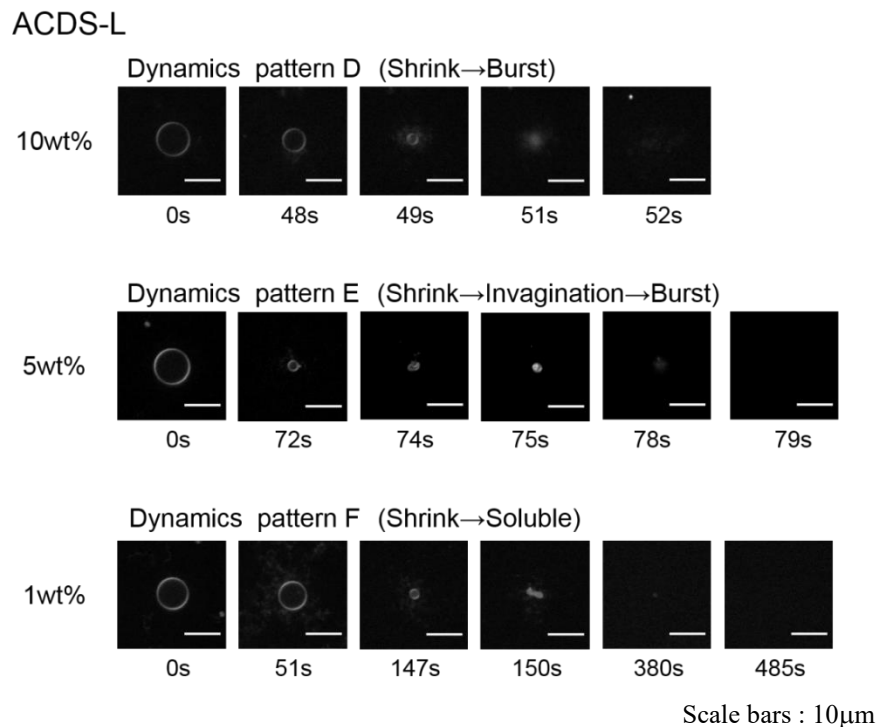 ACDS-L
Dynamics pattern D (Shrink→Burst)
10wt%
0s 48s 49s 51s 52s
Dynamics pattern E (Shrink→Invagination→Burst)
5wt%
0s 72s 74s 75s 78s 79s
Dynamics pattern F (Shrink→Soluble)
1wt%
0s 51s 147s 150s 380s 485s
Scale bars : 10μm